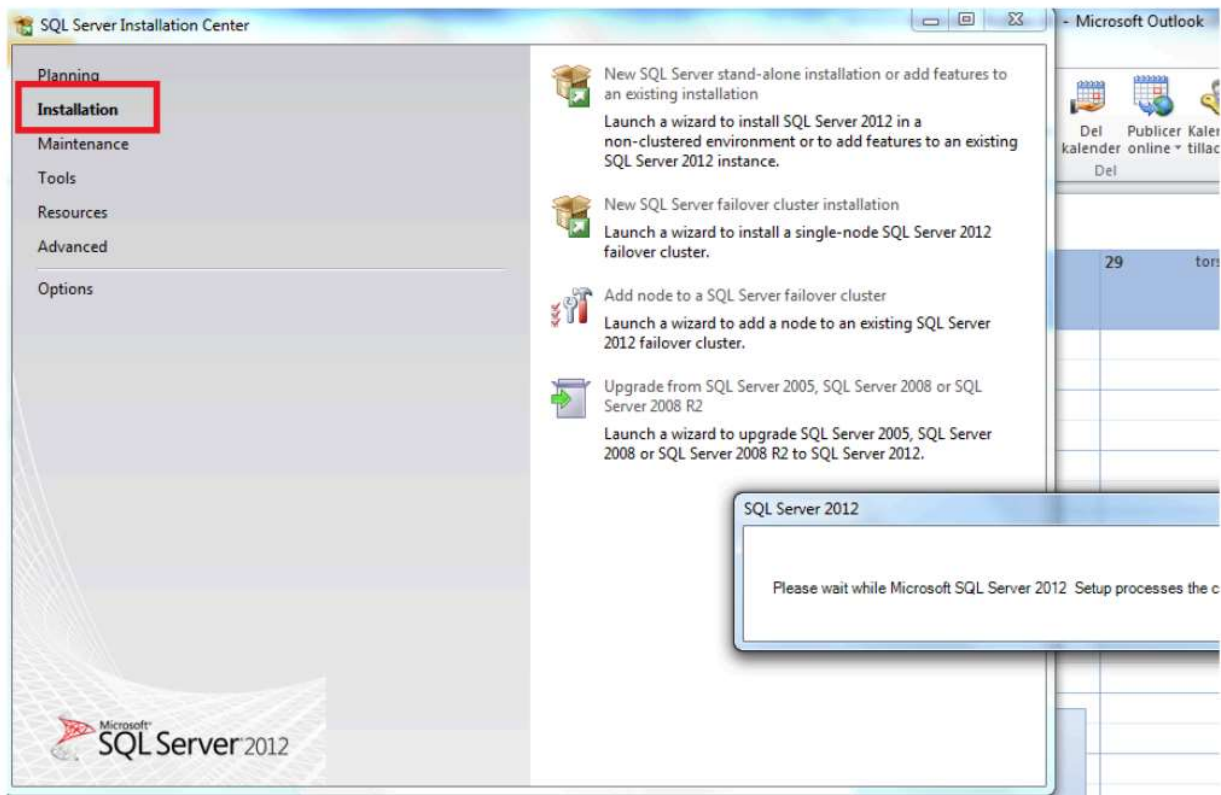 SQL Server Installation Center
Planning
Installation
Maintenance
Tools
Resources
Advanced
Options
New SQL Server stand-alone installation or add features to
an existing installation
Launch a wizard to install SQL Server 2012 in a
non-clustered environment or to add features to an existing
SQL Server 2012 instance.
New SQL Server failover cluster installation
Launch a wizard to install a single-node SQL Server 2012
failover cluster.
Add node to a SQL Server failover cluster
Launch a wizard to add a node to an existing SQL Server
2012 failover cluster.
Upgrade from SQL Server 2005, SQL Server 2008 or SQL
Server 2008 R2
Launch a wizard to upgrade SQL Server 2005, SQL Server
2008 or SQL Server 2008 R2 to SQL Server 2012.
Microsoft
SQL Server 2012
SQL Server 2012
Please wait while Microsoft SQL Server 2012 Setup processes the c
- Microsoft Outlook
Del Publicer Kaler
kalender online tillac
Del
29 tors